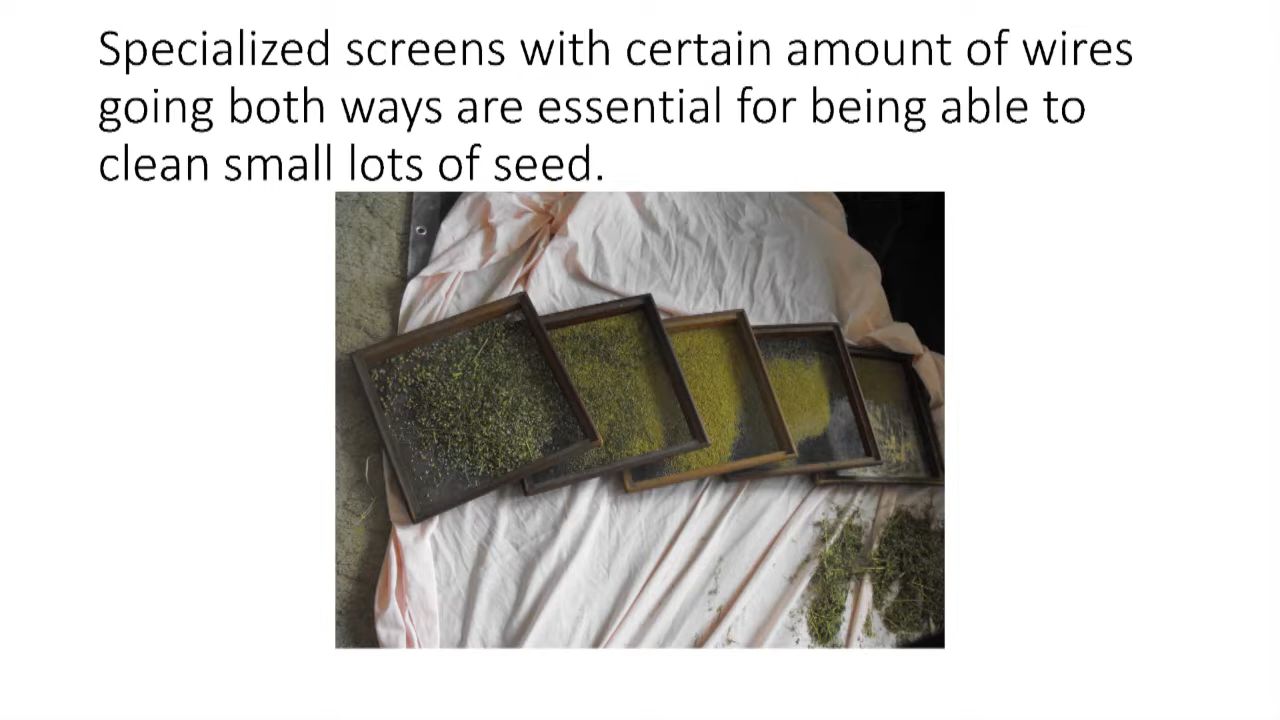 Specialized screens with certain amount of wires
going both ways are essential for being able to
clean small lots of seed.